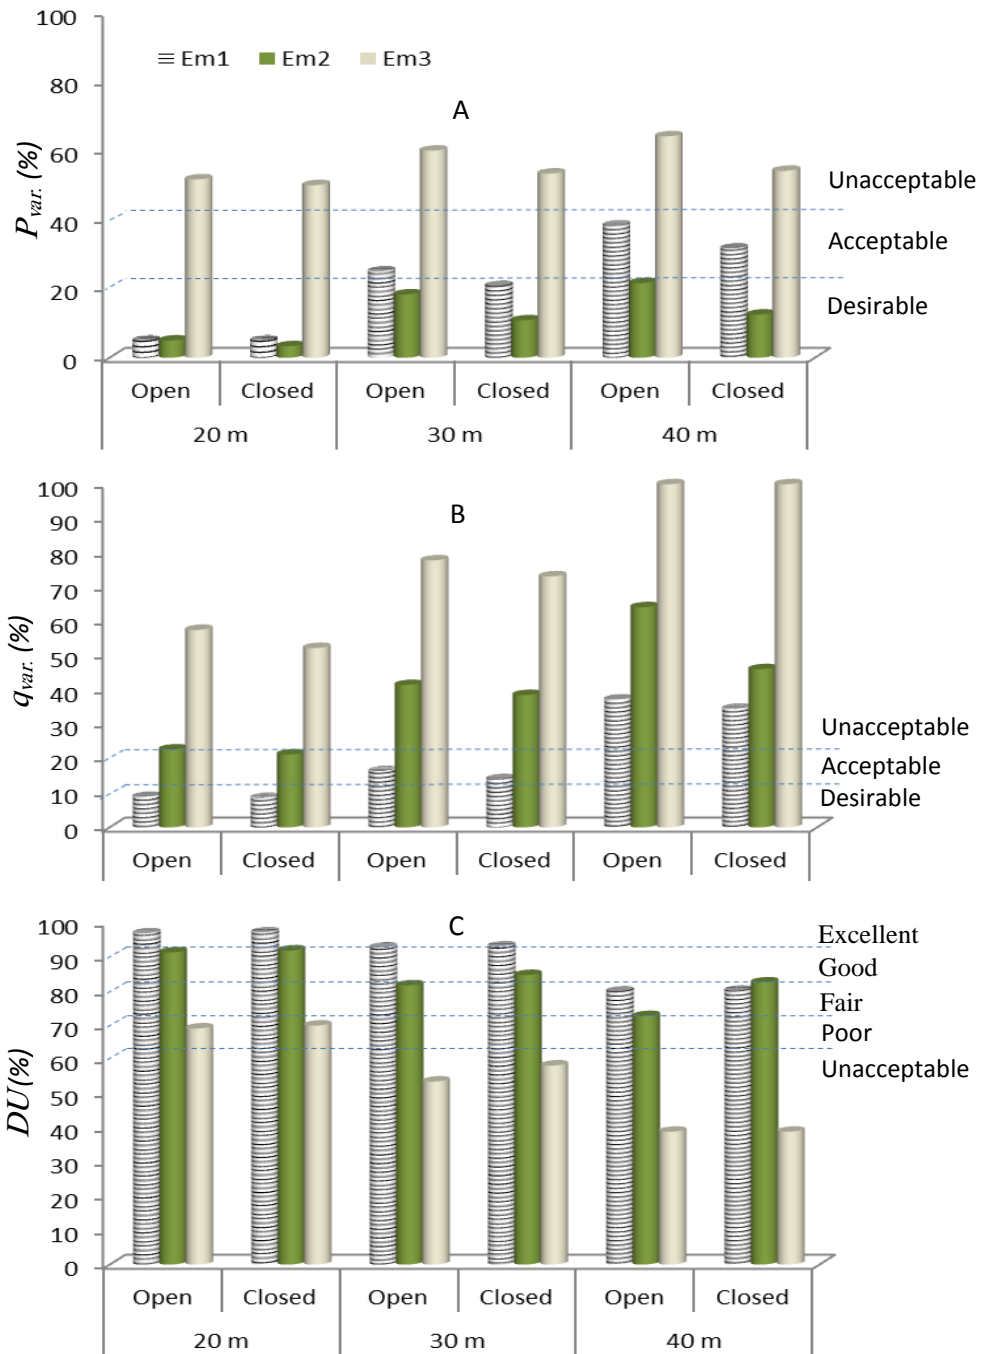 100
Em1 Em2 Em3
80
A
60
Unacceptable
40
Acceptable
20
Desirable
0
P var. (%)
Open Closed Open Closed Open Closed
20 m 30 m 40 m
100
B
90
80
70
60
50
40
30
Unacceptable
20
Acceptable
10
Desirable
0
q var. (%)
Open Closed Open Closed Open Closed
100
C
Excellent
90
Good
80
Fair
70
Poor
60
Unacceptable
50
40
30
20
10
0
DU (%)
Open Closed Open Closed Open Closed
20 m 30 m 40 m